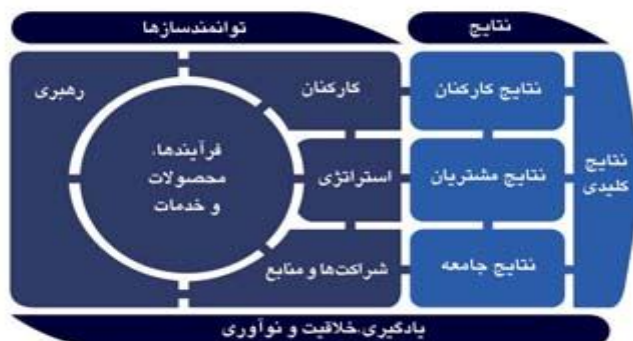 نتایج
توانمندسازها
رهبری
کارکنان
نتایج کارکنان
فرآیندها،
محصولات
و خدمات
استراتژی
نتایج مشتریان
نتایج
کلیدی
شراکت‌ها و منابع
نتایج جامعه
یادگیری،خلاقیت و نوآوری